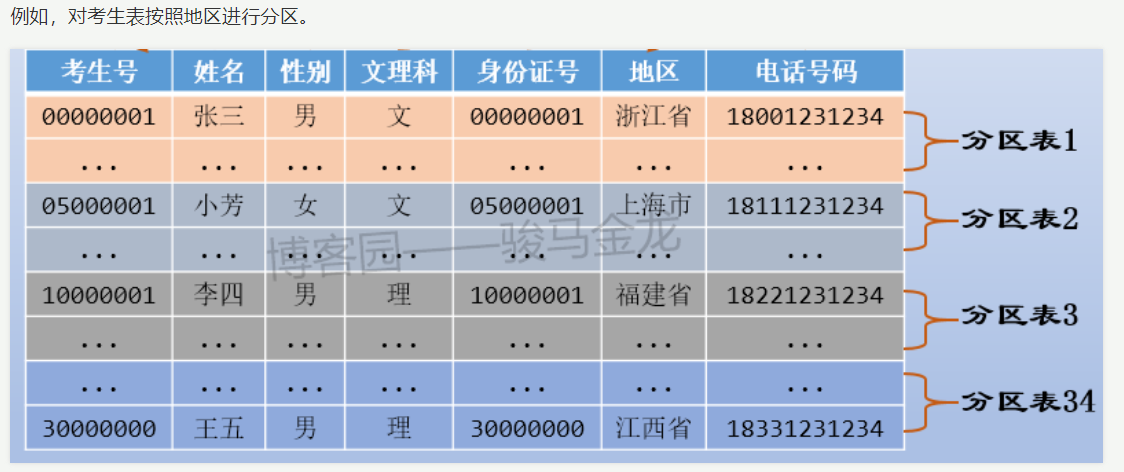 例如，对考生表按照地区进行分区。
考生号 姓名 性别 文理科 身份证号 地区 电话号码
00000001 张三 男 文 00000001 浙江省 18001231234
... ... ... ... ... ... ...
分区表1
05000001 小芳 女 文 05000001 上海市 18111231234
... ... ... ... ... ... ...
分区表2
博客园——骏马金龙
10000001 李四 男 理 10000001 福建省 18221231234
... ... ... ... ... ... ...
分区表3
... ... ... ... ... ... ...
30000000 王五 男 理 30000000 江西省 18331231234
分区表34